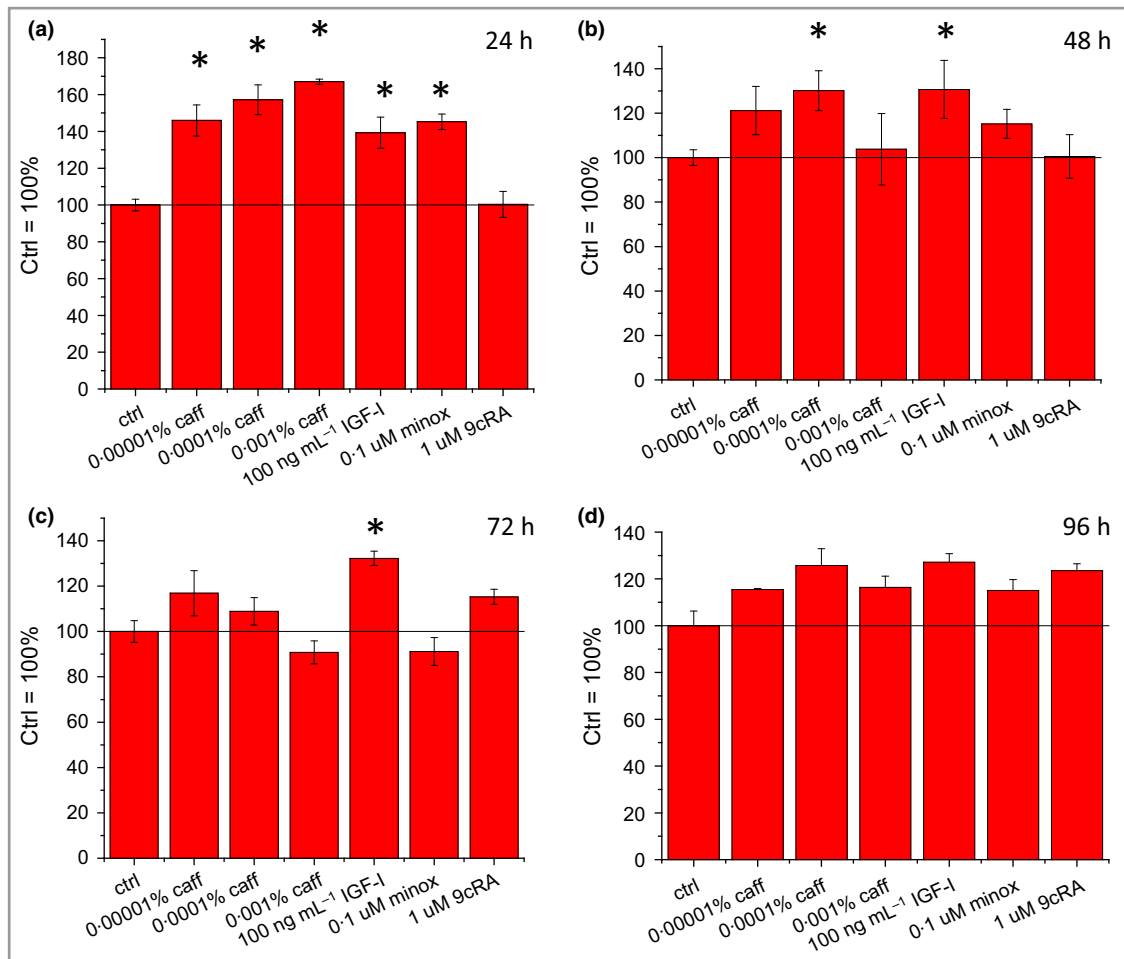 (a)
24 h
* * * * *
Ctrl = 100%
180
160
140
120
100
80
60
40
20
0
ctrl
0·00001% caff
0·0001% caff
0·001% caff
100 ng mL⁻¹ IGF-I
0·1 uM minox
1 uM 9cRA
(b)
48 h
* *
Ctrl = 100%
140
120
100
80
60
40
20
0
ctrl
0·00001% caff
0·0001% caff
0·001% caff
100 ng mL⁻¹ IGF-I
0·1 uM minox
1 uM 9cRA
(c)
72 h
*
Ctrl = 100%
140
120
100
80
60
40
20
0
ctrl
0·00001% caff
0·0001% caff
0·001% caff
100 ng mL⁻¹ IGF-I
0·1 uM minox
1 uM 9cRA
(d)
96 h
Ctrl = 100%
140
120
100
80
60
40
20
0
ctrl
0·00001% caff
0·0001% caff
0·001% caff
100 ng mL⁻¹ IGF-I
0·1 uM minox
1 uM 9cRA